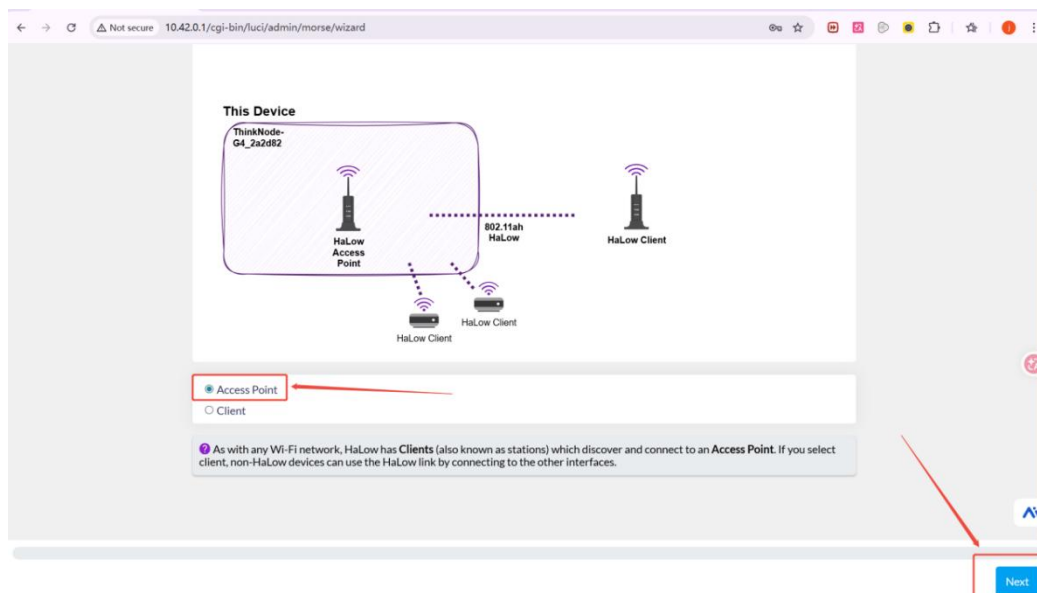 Not secure
10.42.0.1/cgi-bin/luci/admin/morse/wizard
This Device
ThinkNode-
G4_2a2d82
HaLow
Access
Point
802.11ah
HaLow
HaLow Client
HaLow Client
HaLow Client
Access Point
Client
As with any Wi-Fi network, HaLow has Clients (also known as stations) which discover and connect to an Access Point. If you select
client, non-HaLow devices can use the HaLow link by connecting to the other interfaces.
Next